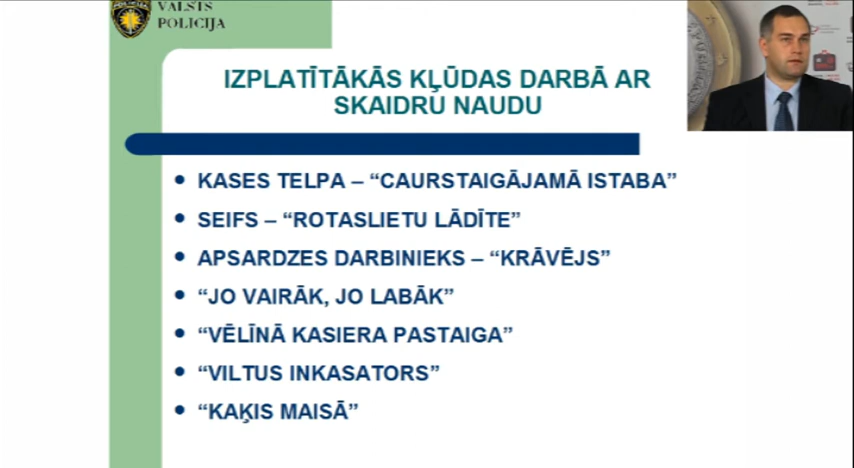 VALSTS
POLICIJA
IZPLATĪTĀKĀS KĻŪDAS DARBĀ AR
SKAIDRU NAUDU
• KASES TELPA – “CAURSTAIGĀJAMĀ ISTABA”
• SEIFS – “ROTASLIETU LĀDĪTE”
• APSARDZES DARBINIEKS – “KRĀVĒJS”
• “JO VAIRĀK, JO LABĀK”
• “VĒLĪNĀ KASIERA PASTAIGA”
• “VILTUS INKASATORS”
• “KAĶIS MAISĀ”